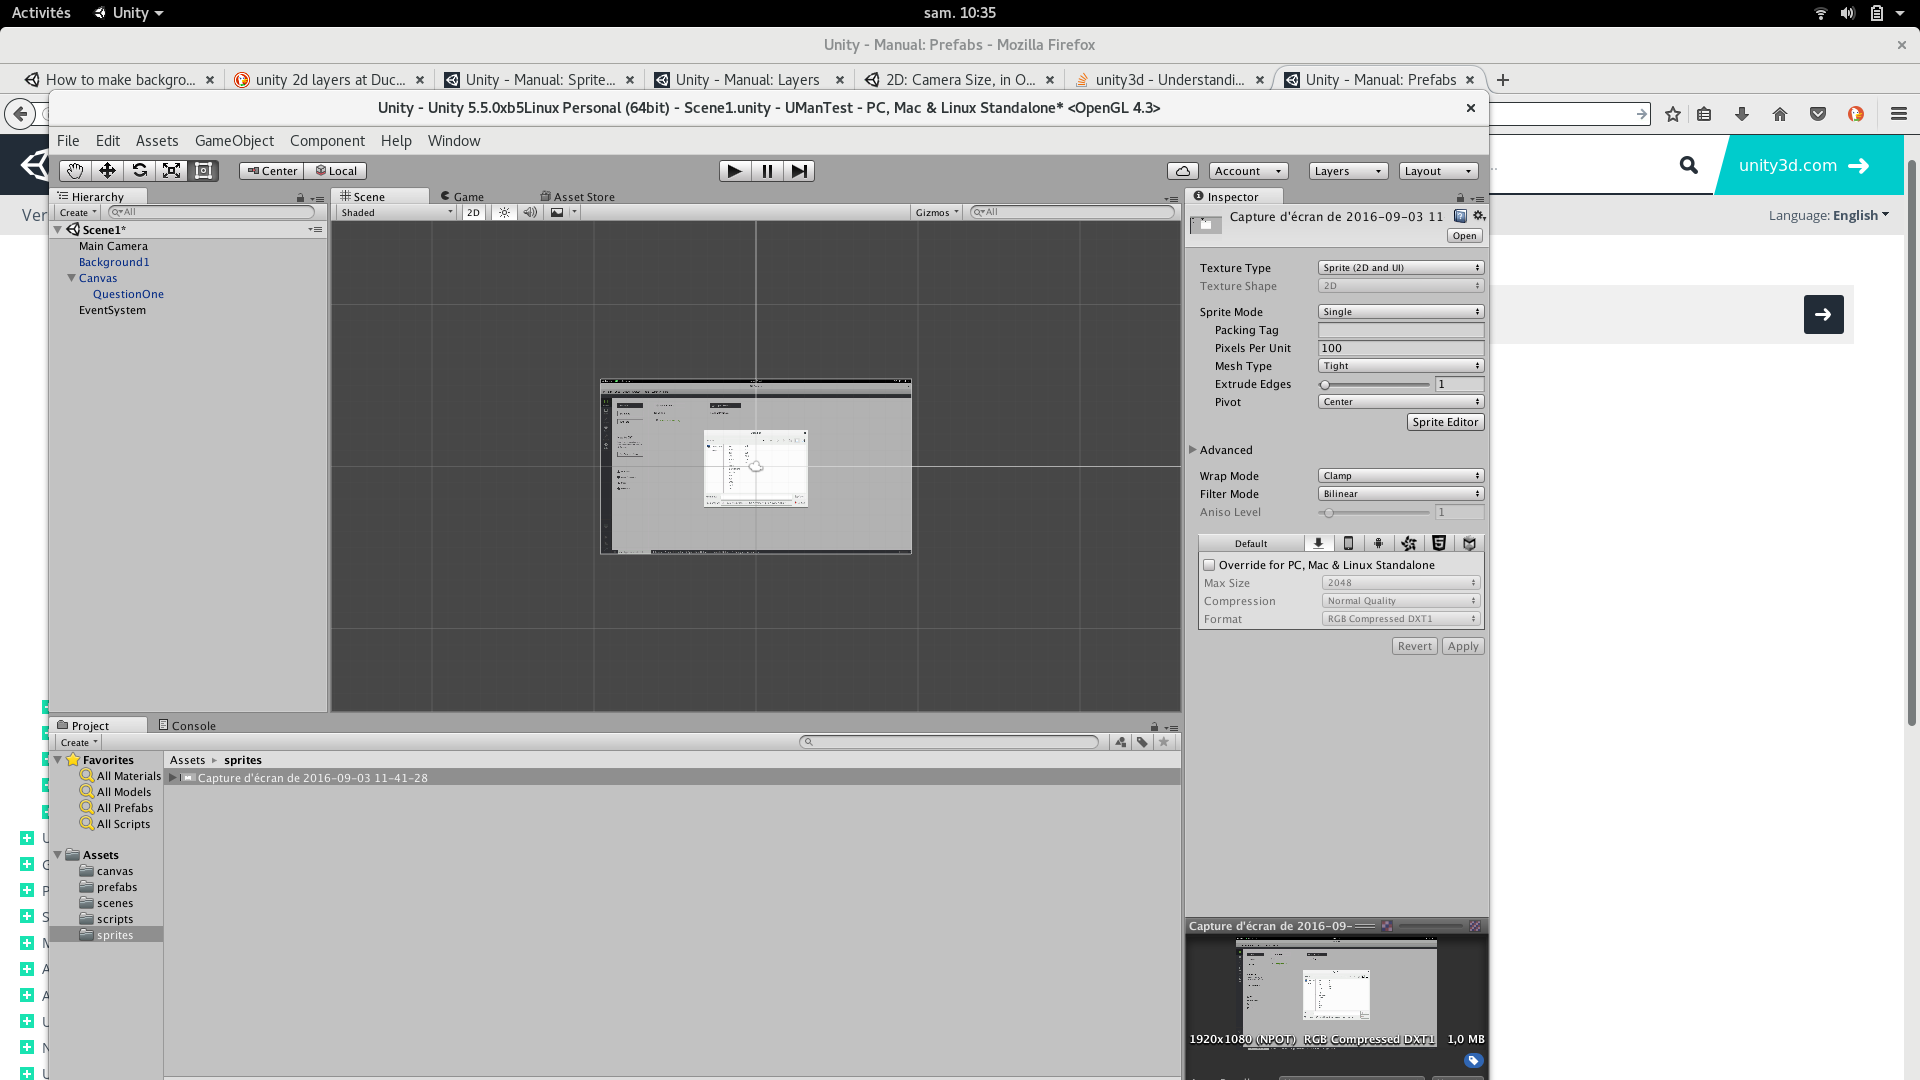 Activités Unity sam. 10:35
Unity - Manual: Prefabs - Mozilla Firefox
How to make backgro... unity 2d layers at Duc... Unity - Manual: Sprite... Unity - Manual: Layers 2D: Camera Size, in O... unity3d - Understandi... Unity - Manual: Prefabs
Unity - Unity 5.5.0xb5Linux Personal (64bit) - Scene1.unity - UManTest - PC, Mac & Linux Standalone* <OpenGL 4.3>
File Edit Assets GameObject Component Help Window
Center Local Account Layers Layout
unity3d.com
Ver
Language: English
Hierarchy
Create All
Scene1*
Main Camera
Background1
Canvas
QuestionOne
EventSystem
Scene Game Asset Store
Shaded 2D Gizmos All
Inspector
Capture d'écran de 2016-09-03 11
Open
Texture Type Sprite (2D and UI)
Texture Shape 2D
Sprite Mode Single
Packing Tag
Pixels Per Unit 100
Mesh Type Tight
Extrude Edges 1
Pivot Center
Sprite Editor
Advanced
Wrap Mode Clamp
Filter Mode Bilinear
Aniso Level 1
Default
Override for PC, Mac & Linux Standalone
Max Size 2048
Compression Normal Quality
Format RGB Compressed DXT1
Revert Apply
Project Console
Create
Favorites
All Materials
All Models
All Prefabs
All Scripts
Assets
canvas
prefabs
scenes
scripts
sprites
Assets sprites
Capture d'écran de 2016-09-03 11-41-28
Capture d'écran de 2016-09-
1920x1080 (NPOT) RGB Compressed DXT1 1,0 MB